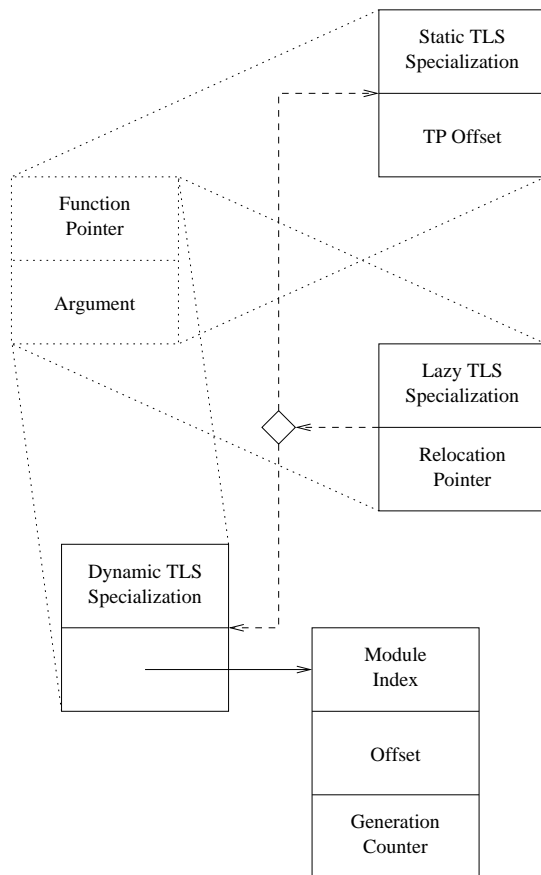 Static TLS
Specialization
TP Offset
Function
Pointer
Argument
Lazy TLS
Specialization
Relocation
Pointer
Dynamic TLS
Specialization
Module
Index
Offset
Generation
Counter